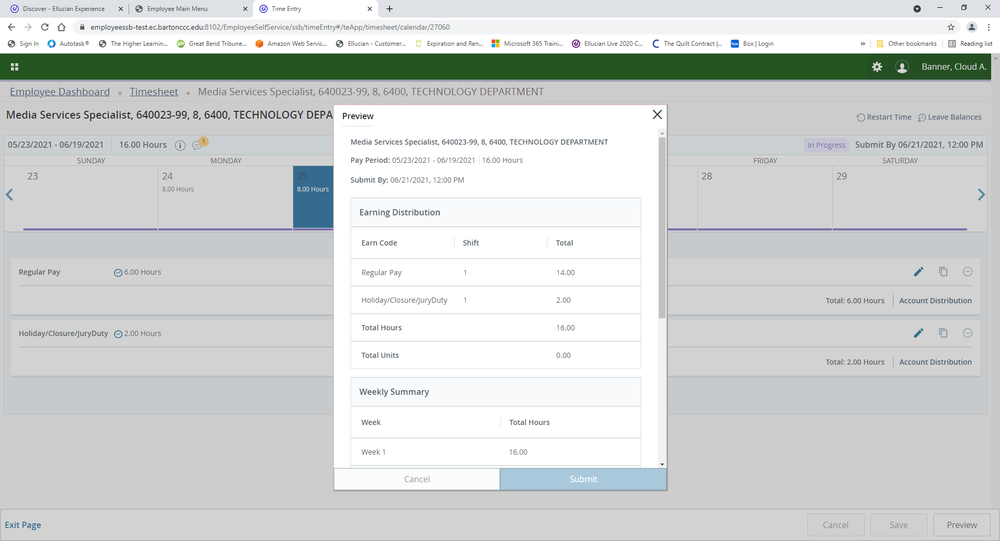 Discover - Ellucian Experience
Employee Main Menu
Time Entry
employeessb-test.ec.bartonccc.edu:8102/EmployeeSelfService/ssb/timeEntry#/teApp/timesheet/calendar/27060
Sign In
Autotask®
The Higher Learnin...
gb
Great Bend Tribune...
Amazon Web Servic...
Ellucian - Customer...
Expiration and Ren...
Microsoft 365 Traini...
Ellucian Live 2020 C...
The Quilt Contract |...
box
Box | Login
»
Other bookmarks
Reading list
Banner, Cloud A.
Employee Dashboard • Timesheet • Media Services Specialist, 640023-99, 8, 6400, TECHNOLOGY DEPARTMENT
Media Services Specialist, 640023-99, 8, 6400, TECHNOLOGY DEPA
Restart Time
Leave Balances
05/23/2021 - 06/19/2021
16.00 Hours
1
In Progress
Submit By 06/21/2021, 12:00 PM
SUNDAY
MONDAY
FRIDAY
SATURDAY
23
24
8.00 Hours
25
8.00 Hours
28
29
Regular Pay
6.00 Hours
Total: 6.00 Hours
Account Distribution
Holiday/Closure/JuryDuty
2.00 Hours
Total: 2.00 Hours
Account Distribution
Preview
Media Services Specialist, 640023-99, 8, 6400, TECHNOLOGY DEPARTMENT
Pay Period: 05/23/2021 - 06/19/2021 | 16.00 Hours
Submit By: 06/21/2021, 12:00 PM
Earning Distribution
Earn Code Shift Total
Regular Pay 1 14.00
Holiday/Closure/JuryDuty 1 2.00
Total Hours 16.00
Total Units 0.00
Weekly Summary
Week Total Hours
Week 1 16.00
Cancel
Submit
Exit Page
Cancel
Save
Preview